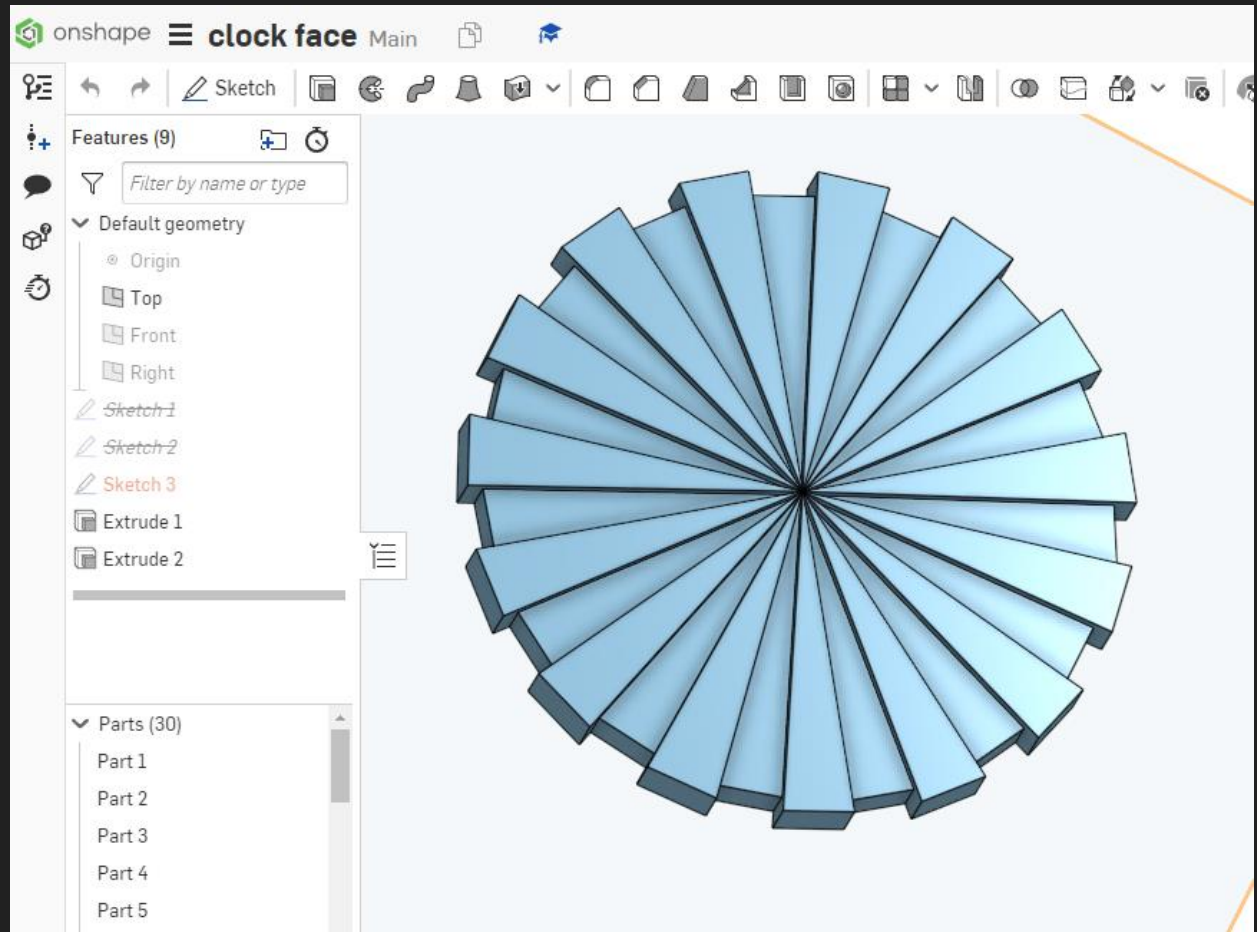 onshape clock face Main
Sketch
Features (9)
Filter by name or type
Default geometry
Origin
Top
Front
Right
Sketch 1
Sketch 2
Sketch 3
Extrude 1
Extrude 2
Parts (30)
Part 1
Part 2
Part 3
Part 4
Part 5